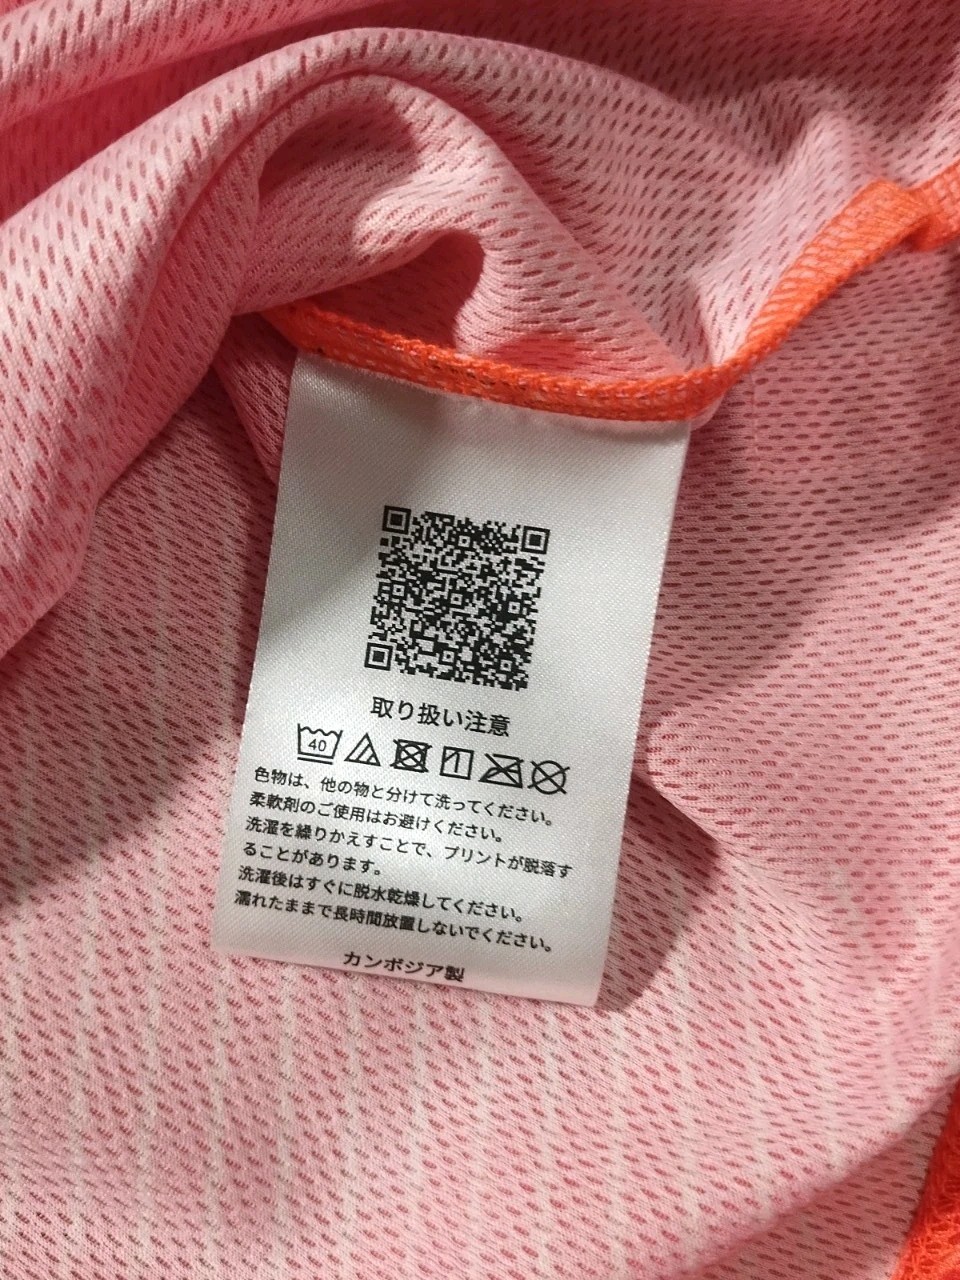 取り扱い注意
40
色物は、他の物と分けて洗ってください。
柔軟剤のご使用はお避けください。
洗濯を繰りかえすことで、プリントが脱落す
ることがあります。
洗濯後はすぐに脱水乾燥してください。
濡れたままで長時間放置しないでください。
カンボジア製